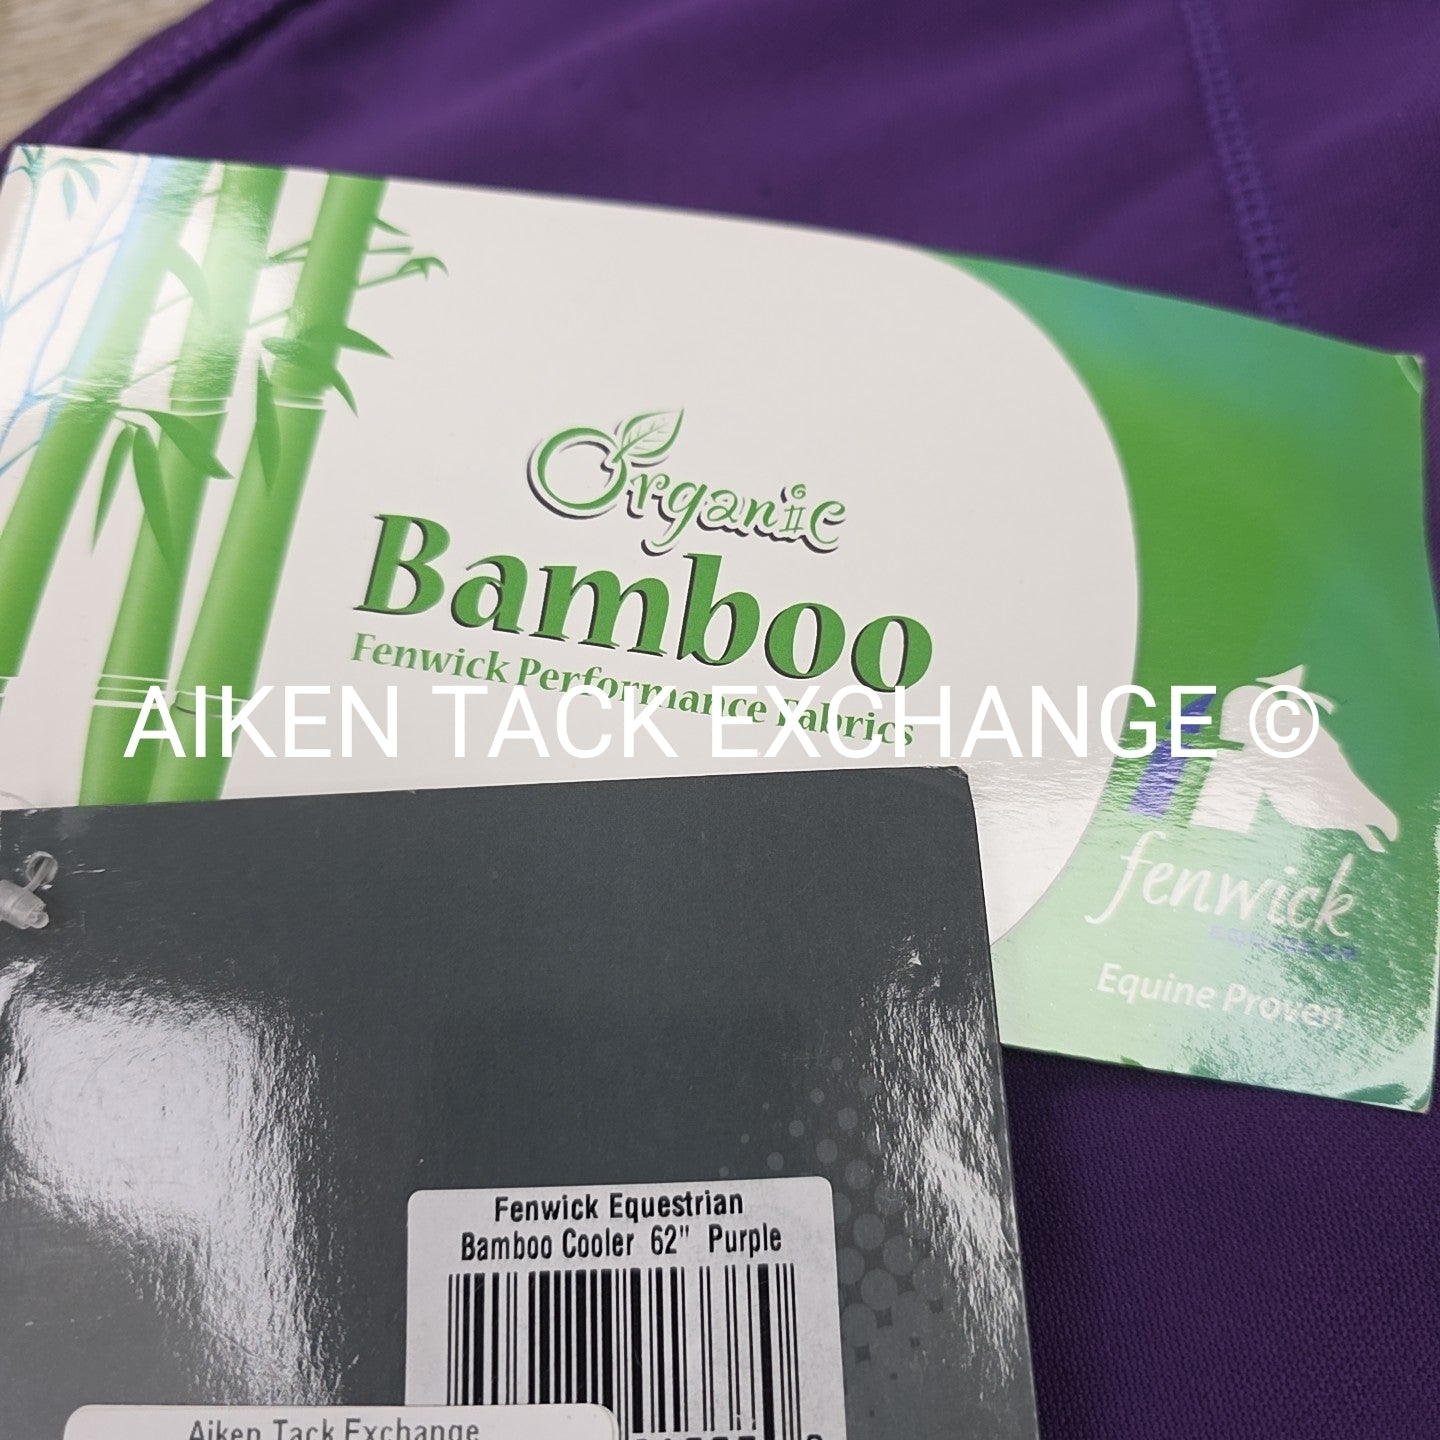 Organic
Bamboo
Fenwick Performance Fabrics
AIKEN TACK EXCHANGE ©
fenwick
Equine Proven
Fenwick Equestrian
Bamboo Cooler 62" Purple
Aiken Tack Exchange